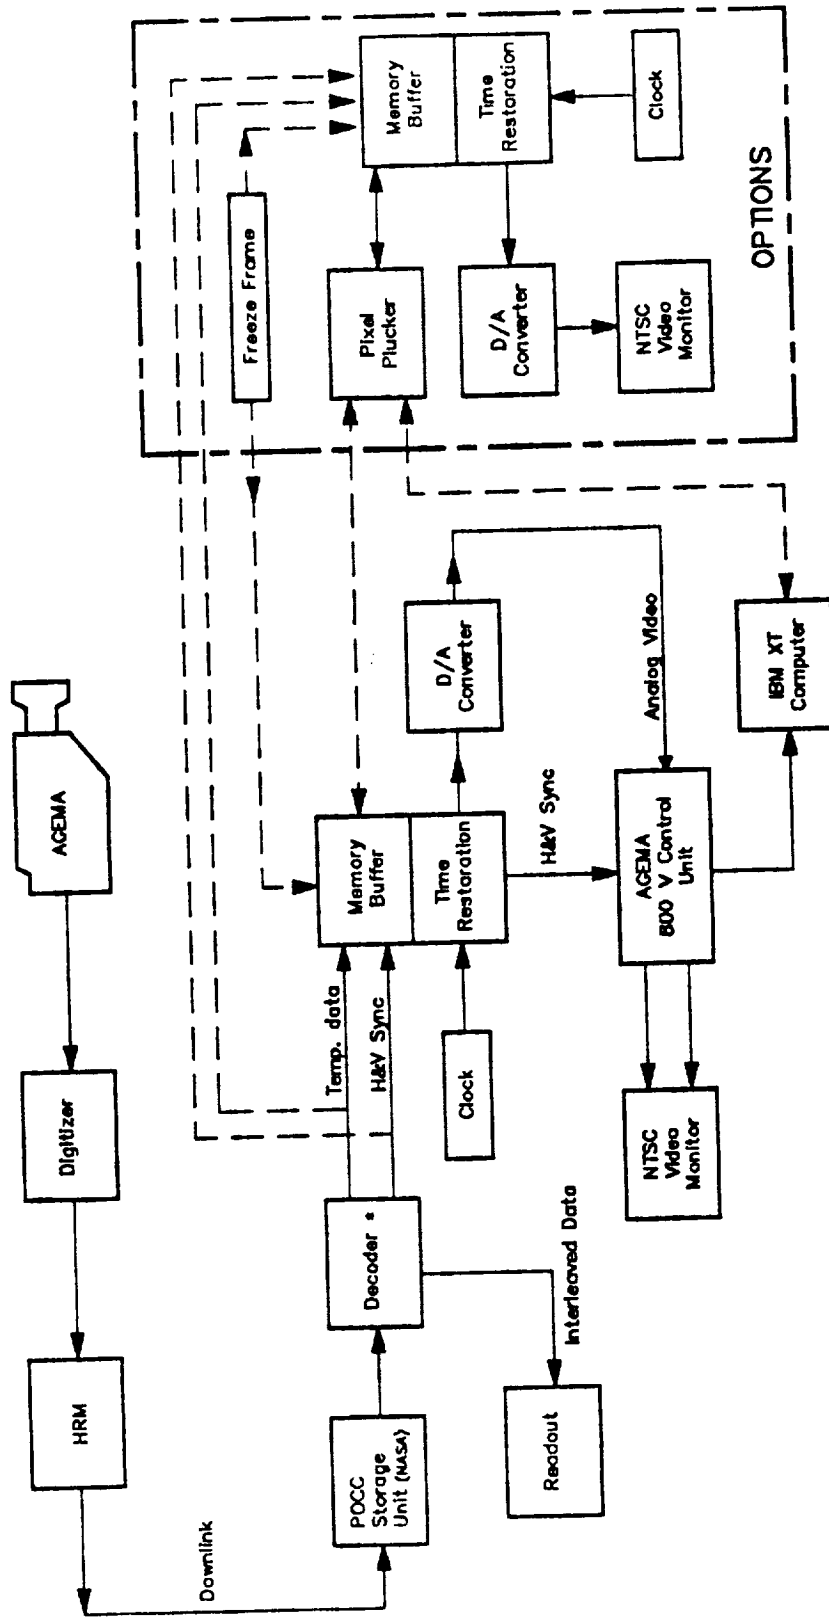 AGEMA
Digitizer
HRM
Downlink
POCC
Storage
Unit (NASA)
Decoder *
Interleaved Data
Readout
Temp. data
H&V Sync
Memory
Buffer
Time
Restoration
Clock
D/A
Converter
H&V Sync
Analog Video
AGEMA
800 V Control
Unit
NTSC
Video
Monitor
IBM XT
Computer
Freeze Frame
Pixel
Plucker
Memory
Buffer
Time
Restoration
Clock
D/A
Converter
NTSC
Video
Monitor
OPTIONS